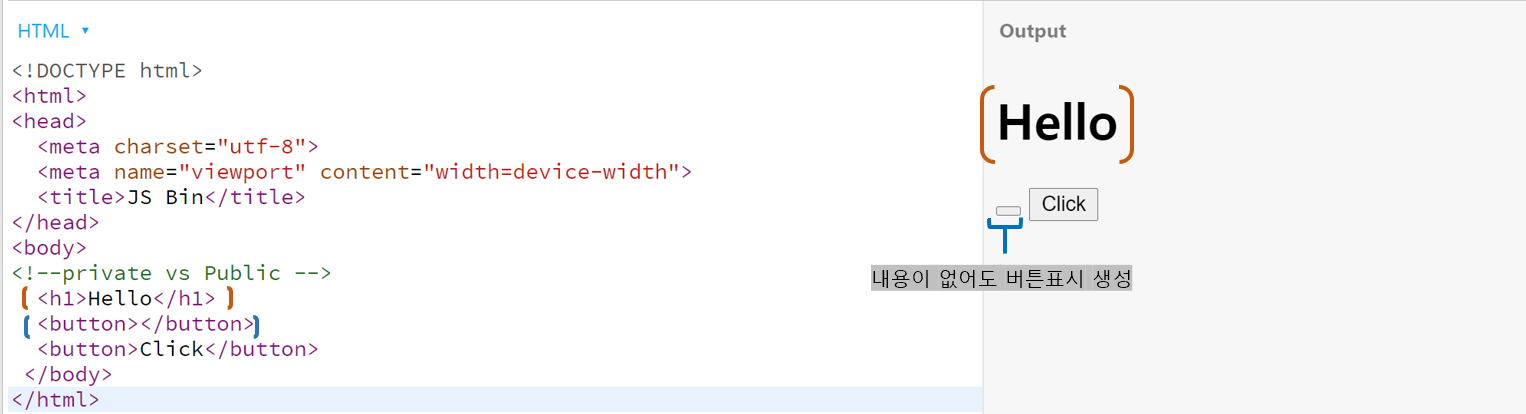 HTML ▾
<!DOCTYPE html>
<html>
<head>
  <meta charset="utf-8">
  <meta name="viewport" content="width=device-width">
  <title>JS Bin</title>
</head>
<body>
<!--private vs Public -->
  <h1>Hello</h1>
  <button></button>
  <button>Click</button>
 </body>
</html>
Output
Hello
Click
내용이 없어도 버튼표시 생성